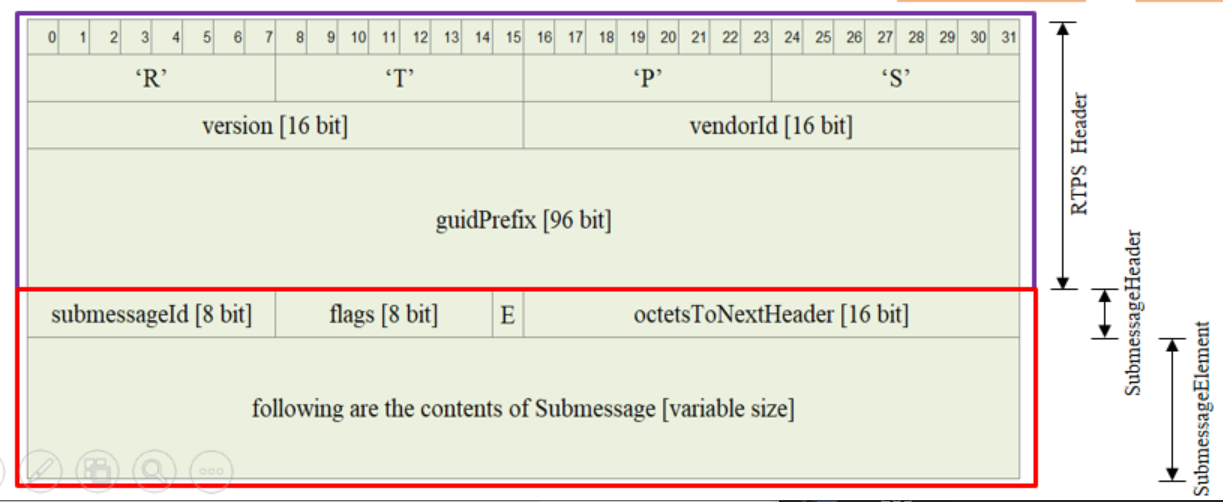 0 1 2 3 4 5 6 7 8 9 10 11 12 13 14 15 16 17 18 19 20 21 22 23 24 25 26 27 28 29 30 31
‘R’ ‘T’ ‘P’ ‘S’
version [16 bit] vendorId [16 bit]
guidPrefix [96 bit]
submessageId [8 bit] flags [8 bit] E octetsToNextHeader [16 bit]
following are the contents of Submessage [variable size]
RTPS Header
SubmessageHeader
SubmessageElement